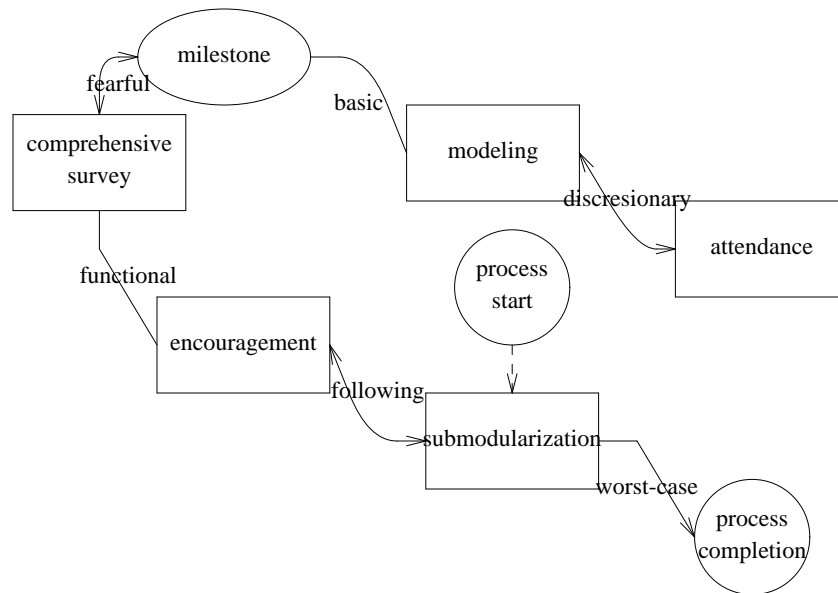 milestone
fearful
basic
comprehensive
survey
modeling
discresionary
attendance
functional
process
start
encouragement
following
submodularization
worst-case
process
completion